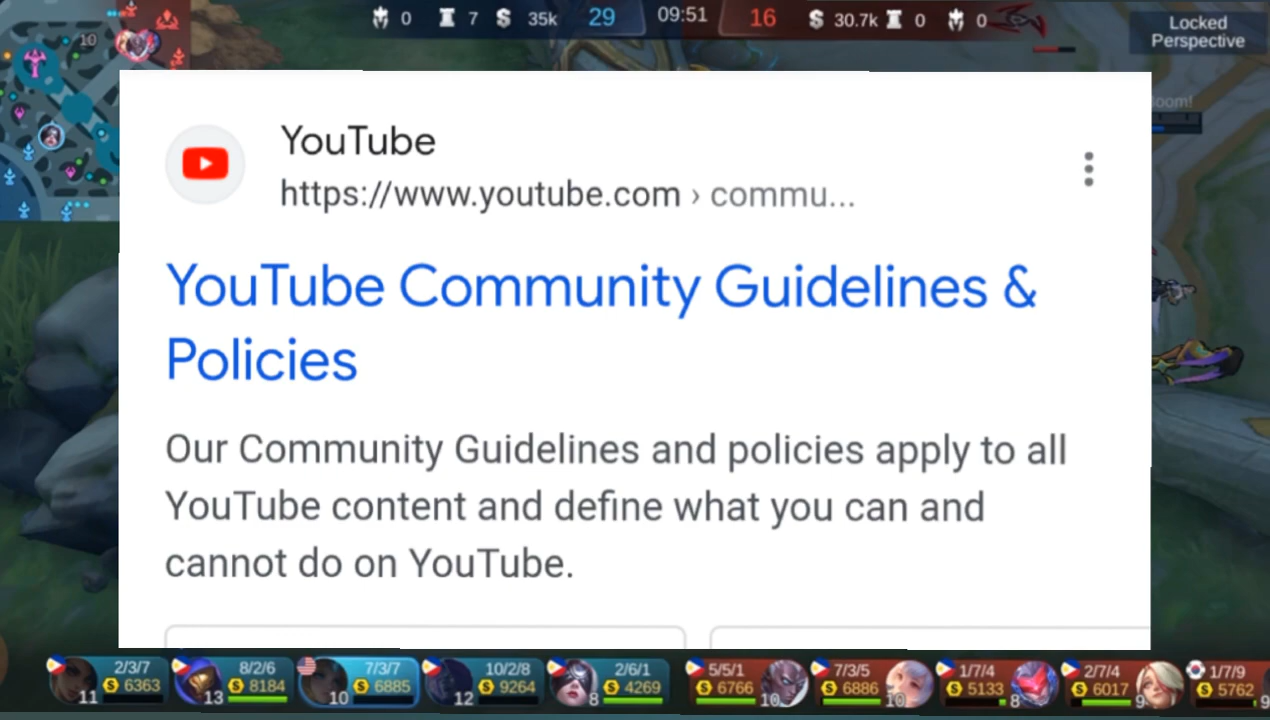 0 7 35k 29 09:51 16 30.7k 0 0
Locked
Perspective
10
YouTube
https://www.youtube.com › commu...
YouTube Community Guidelines &
Policies
Our Community Guidelines and policies apply to all
YouTube content and define what you can and
cannot do on YouTube.
2/3/7 8/2/6 7/3/7 10/2/8 2/6/1 5/5/1 7/3/5 1/7/4 2/7/4 1/7/9
11 6363 13 8184 10 6885 12 9264 8 4269 6766 10 6886 10 5133 8 6017 9 5762 9